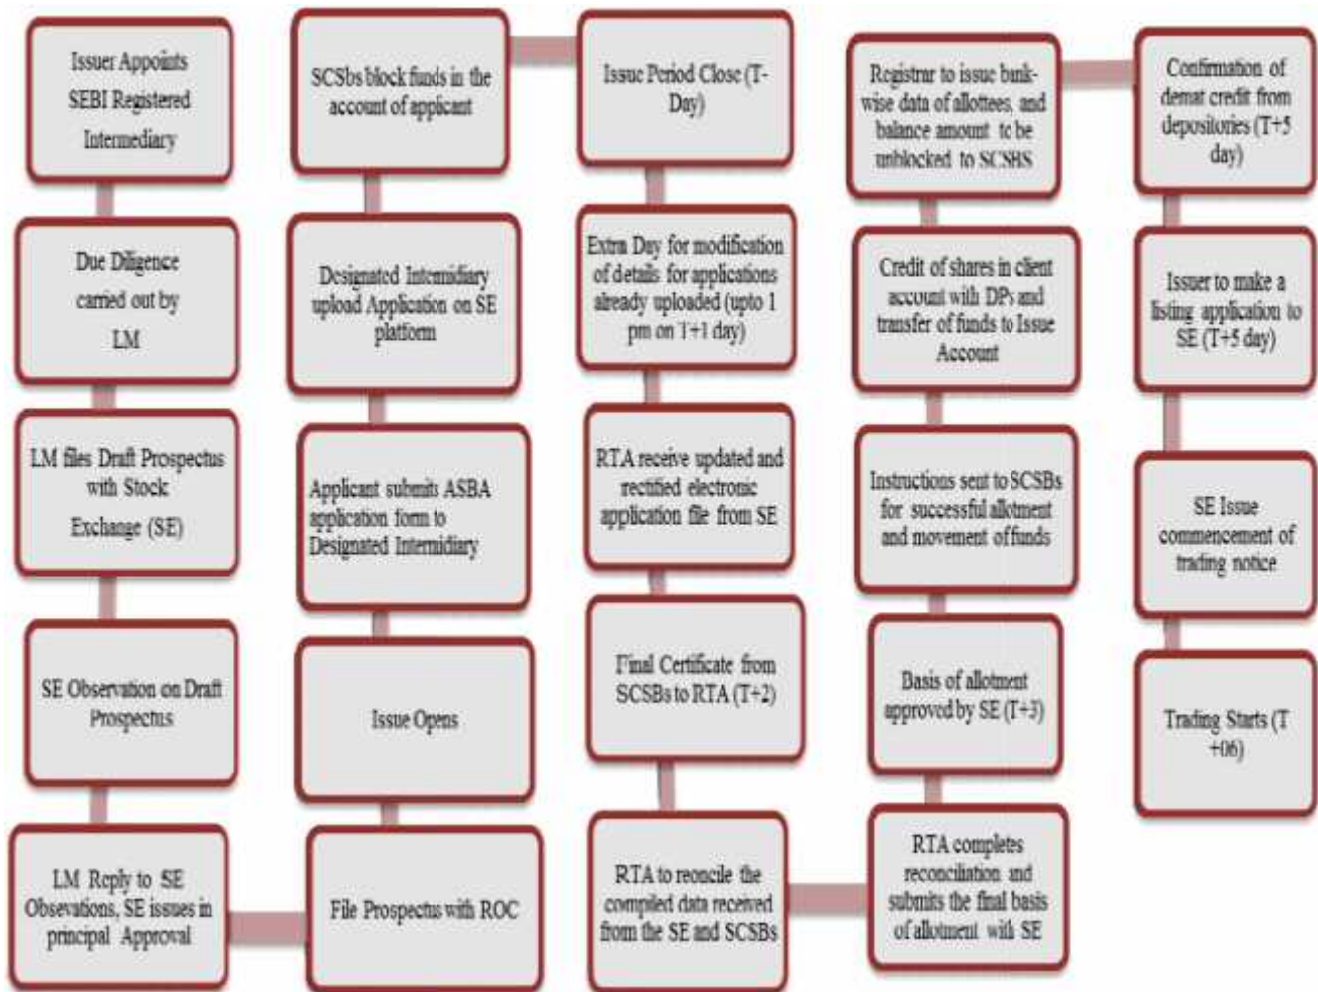 Issuer Appoints
SEBI Registered
Intermediary
Due Diligence
carried out by
LM
LM files Draft Prospectus
with Stock
Exchange (SE)
SE Observation on Draft
Prospectus
LM Reply to SE
Obsevations, SE issues in
principal Approval
File Prospectus with ROC
Issue Opens
Applicant submits ASBA
application form to
Designated Intermidiary
Designated Intermidiary
upload Application on SE
platform
SCSbs block funds in the
account of applicant
Issue Period Close (T-
Day)
Extra Day for modification
of details for applications
already uploaded (upto 1
pm on T+1 day)
RTA receive updated and
rectified electronic
application file from SE
Final Certificate from
SCSBs to RTA (T+2)
RTA to reconcile the
compiled data received
from the SE and SCSBs
RTA completes
reconciliation and
submits the final basis
of allotment with SE
Basis of allotment
approved by SE (T+3)
Instructions sent to SCSBs
for successful allotment
and movement of funds
Credit of shares in client
account with DPs and
transfer of funds to Issue
Account
Registrar to issue bank-
wise data of allottees, and
balance amount to be
unblocked to SCSBS
Confirmation of
demat credit from
depositories (T+5
day)
Issuer to make a
listing application to
SE (T+5 day)
SE Issue
commencement of
trading notice
Trading Starts (T
+06)